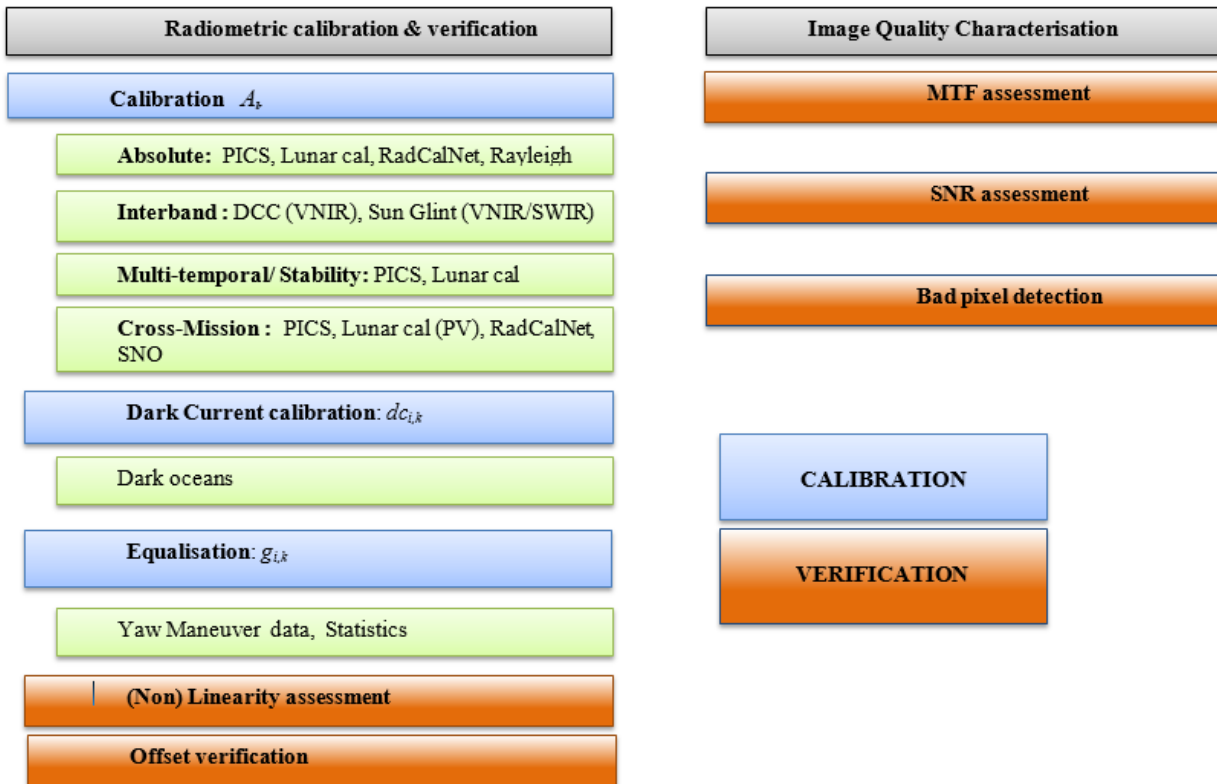 Radiometric calibration & verification
Calibration A_k
Absolute: PICS, Lunar cal, RadCalNet, Rayleigh
Interband : DCC (VNIR), Sun Glint (VNIR/SWIR)
Multi-temporal/ Stability: PICS, Lunar cal
Cross-Mission : PICS, Lunar cal (PV), RadCalNet,
SNO
Dark Current calibration: dc_i,k
Dark oceans
Equalisation: g_i,k
Yaw Maneuver data, Statistics
(Non) Linearity assessment
Offset verification
Image Quality Characterisation
MTF assessment
SNR assessment
Bad pixel detection
CALIBRATION
VERIFICATION